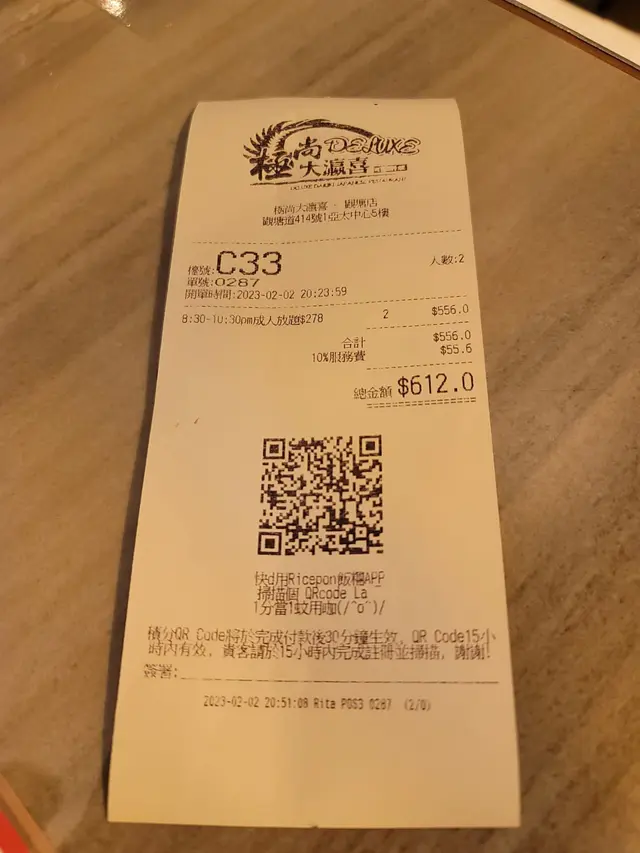 極尚 DELUXE
大瀛喜
DELUXE DAIKI JAPANESE RESTAURANT
極尚大瀛喜 - 觀塘店
觀塘道414號1亞太中心5樓
檯號:C33 人數:2
單號:0287
開單時間:2023-02-02 20:23:59
8:30-10:30pm成人放題$278 2 $556.0
合計 $556.0
10%服務費 $55.6
總金額 $612.0
快d用Ricepon飯糰APP
掃描個 QRcode La
1分當1蚊用咖(/^o^)/
積分QR Code將於完成付款後30分鐘生效, QR Code15小
時內有效, 貴客請於15小時內完成註冊並掃描, 謝謝!
簽署:
2023-02-02 20:51:08 Rita POS3 0287 (2/0)